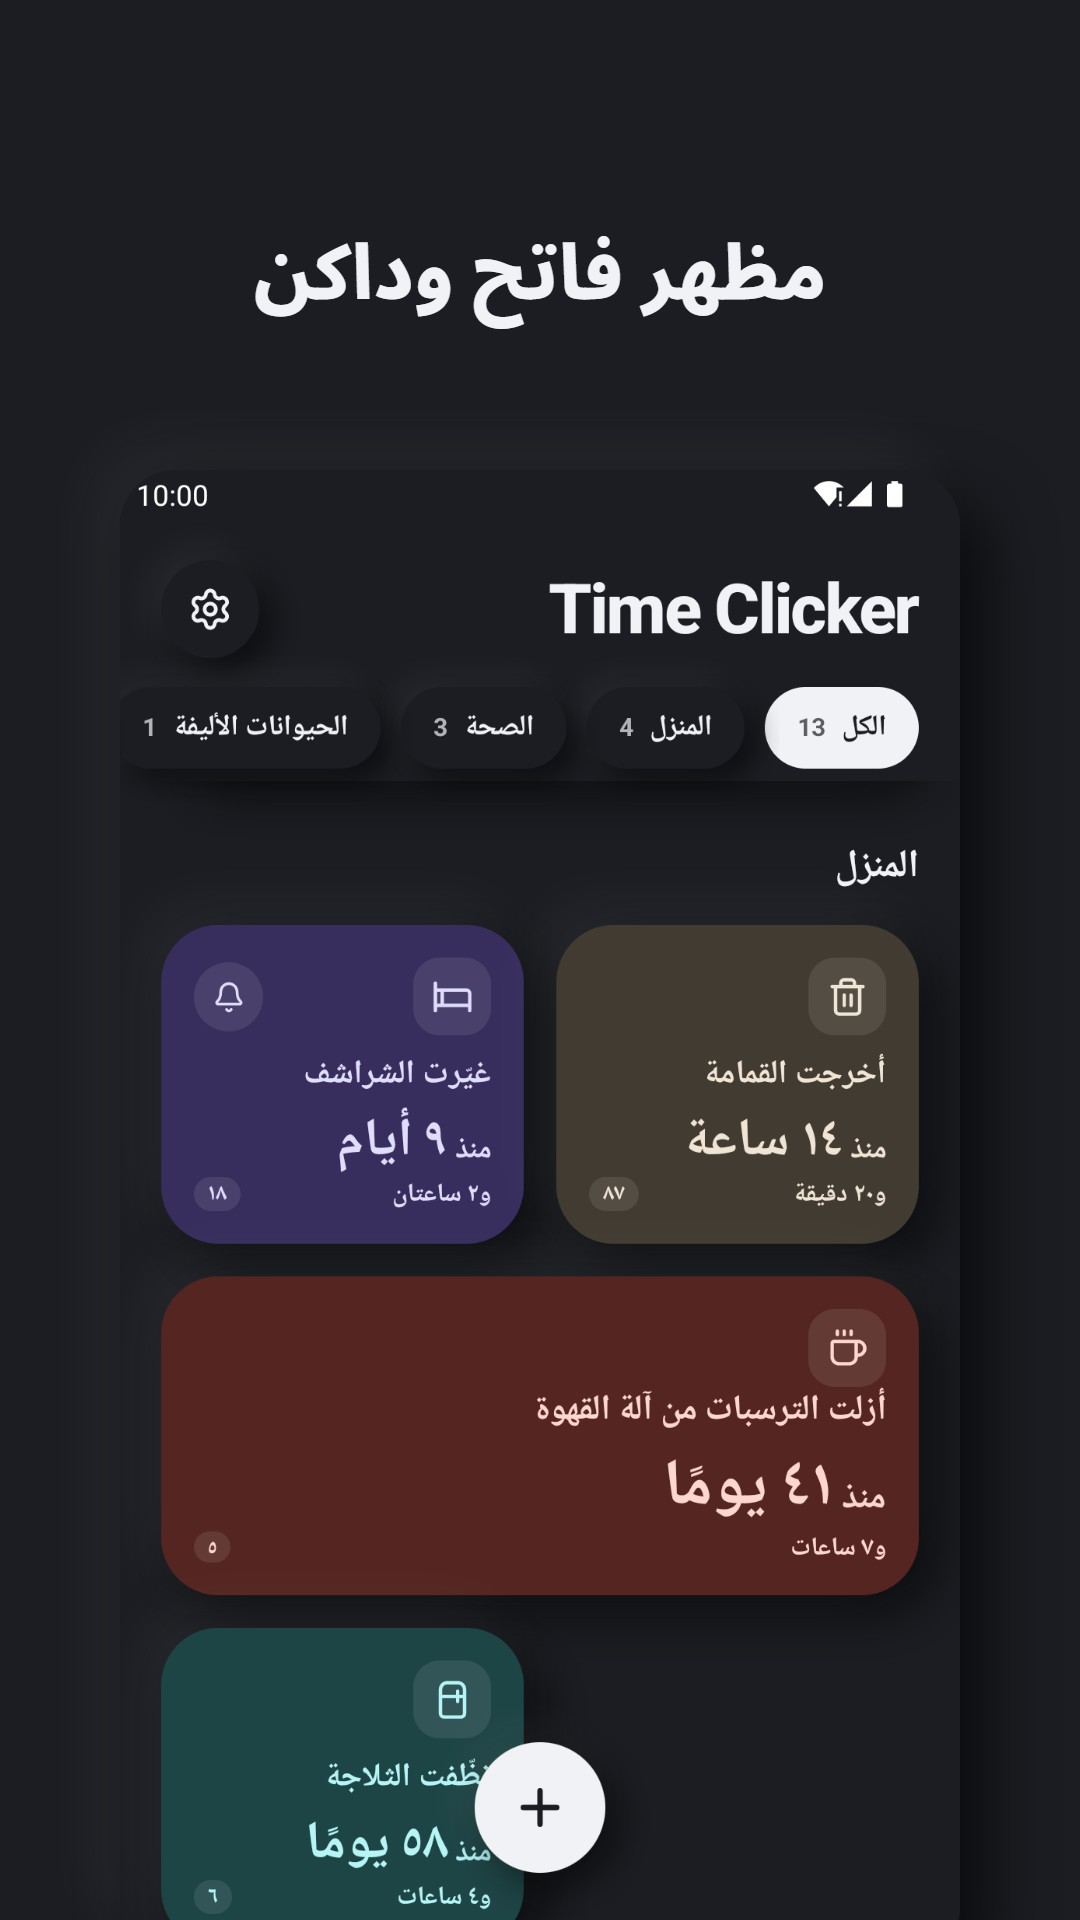 مظهر فاتح وداكن
10:00
Time Clicker
الكل 13
المنزل 4
الصحة 3
الحيوانات الأليفة 1
المنزل
أخرجت القمامة
منذ ١٤ ساعة
و٢٠ دقيقة
٨٧
غيّرت الشراشف
منذ ٩ أيام
و٢ ساعتان
١٨
أزلت الترسبات من آلة القهوة
منذ ٤١ يومًا
و٧ ساعات
٥
نظّفت الثلاجة
منذ ٥٨ يومًا
و٤ ساعات
٦